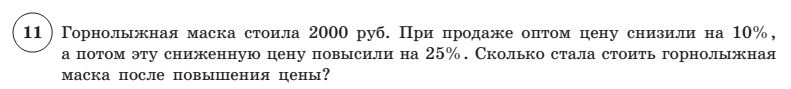 11 Горнолыжная маска стоила 2000 руб. При продаже оптом цену снизили на 10%,
а потом эту сниженную цену повысили на 25%. Сколько стала стоить горнолыжная
маска после повышения цены?